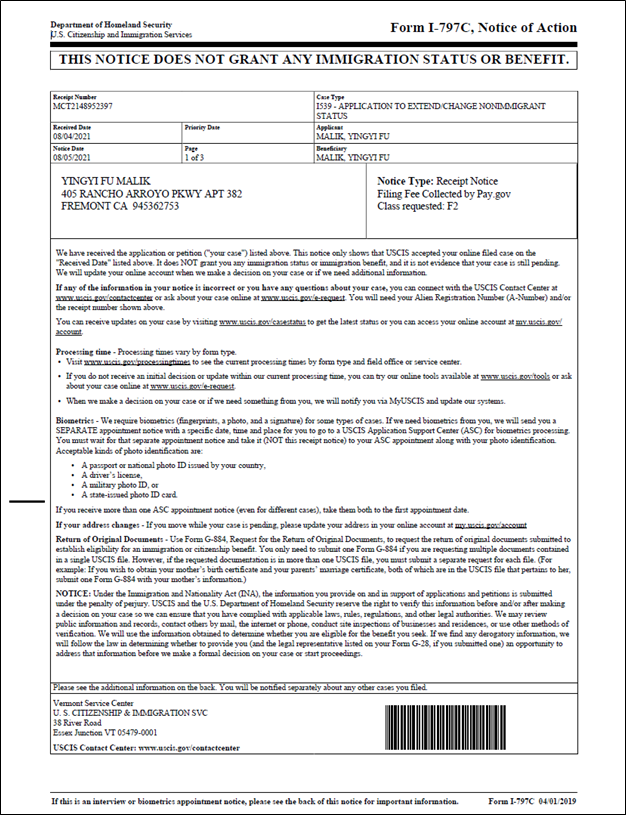 Department of Homeland Security
U.S. Citizenship and Immigration Services
Form I-797C, Notice of Action
THIS NOTICE DOES NOT GRANT ANY IMMIGRATION STATUS OR BENEFIT.
Receipt Number
MCT2148952397
Case Type
I539 - APPLICATION TO EXTEND/CHANGE NONIMMIGRANT
STATUS
Received Date
08/04/2021
Priority Date
Applicant
MALIK, YINGYI FU
Notice Date
08/05/2021
Page
1 of 3
Beneficiary
MALIK, YINGYI FU
YINGYI FU MALIK
405 RANCHO ARROYO PKWY APT 382
FREMONT CA 945362753
Notice Type: Receipt Notice
Filing Fee Collected by Pay.gov
Class requested: F2
We have received the application or petition ("your case") listed above. This notice only shows that USCIS accepted your online filed case on the
"Received Date" listed above. It does NOT grant you any immigration status or immigration benefit, and it is not evidence that your case is still pending.
We will update your online account when we make a decision on your case or if we need additional information.
If any of the information in your notice is incorrect or you have any questions about your case, you can connect with the USCIS Contact Center at
www.uscis.gov/contactcenter or ask about your case online at www.uscis.gov/e-request. You will need your Alien Registration Number (A-Number) and/or
the receipt number shown above.
You can receive updates on your case by visiting www.uscis.gov/casestatus to get the latest status or you can access your online account at my.uscis.gov/
account.
Processing time - Processing times vary by form type.
• Visit www.uscis.gov/processingtimes to see the current processing times by form type and field office or service center.
• If you do not receive an initial decision or update within our current processing time, you can try our online tools available at www.uscis.gov/tools or ask
about your case online at www.uscis.gov/e-request.
• When we make a decision on your case or if we need something from you, we will notify you via MyUSCIS and update our systems.
Biometrics - We require biometrics (fingerprints, a photo, and a signature) for some types of cases. If we need biometrics from you, we will send you a
SEPARATE appointment notice with a specific date, time and place for you to go to a USCIS Application Support Center (ASC) for biometrics processing.
You must wait for that separate appointment notice and take it (NOT this receipt notice) to your ASC appointment along with your photo identification.
Acceptable kinds of photo identification are:
• A passport or national photo ID issued by your country,
• A driver's license,
• A military photo ID, or
• A state-issued photo ID card.
If you receive more than one ASC appointment notice (even for different cases), take them both to the first appointment date.
If your address changes - If you move while your case is pending, please update your address in your online account at my.uscis.gov/account
Return of Original Documents - Use Form G-884, Request for the Return of Original Documents, to request the return of original documents submitted to
establish eligibility for an immigration or citizenship benefit. You only need to submit one Form G-884 if you are requesting multiple documents contained
in a single USCIS file. However, if the requested documentation is in more than one USCIS file, you must submit a separate request for each file. (For
example: If you wish to obtain your mother's birth certificate and your parents' marriage certificate, both of which are in the USCIS file that pertains to her,
submit one Form G-884 with your mother's information.)
NOTICE: Under the Immigration and Nationality Act (INA), the information you provide on and in support of applications and petitions is submitted
under the penalty of perjury. USCIS and the U.S. Department of Homeland Security reserve the right to verify this information before and/or after making
a decision on your case so we can ensure that you have complied with applicable laws, rules, regulations, and other legal authorities. We may review
public information and records, contact others by mail, the internet or phone, conduct site inspections of businesses and residences, or use other methods of
verification. We will use the information obtained to determine whether you are eligible for the benefit you seek. If we find any derogatory information, we
will follow the law in determining whether to provide you (and the legal representative listed on your Form G-28, if you submitted one) an opportunity to
address that information before we make a formal decision on your case or start proceedings.
Please see the additional information on the back. You will be notified separately about any other cases you filed.
Vermont Service Center
U. S. CITIZENSHIP & IMMIGRATION SVC
38 River Road
Essex Junction VT 05479-0001
USCIS Contact Center: www.uscis.gov/contactcenter
If this is an interview or biometrics appointment notice, please see the back of this notice for important information.
Form I-797C 04/01/2019